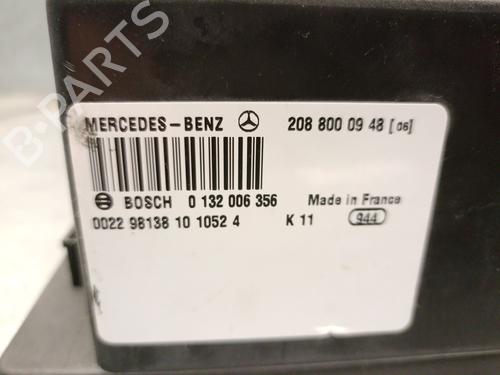 B-PARTS
MERCEDES-BENZ 208 800 09 48 [06]
BOSCH 0 132 006 356 Made in France
0022 98138 10 1052 4 K 11 944